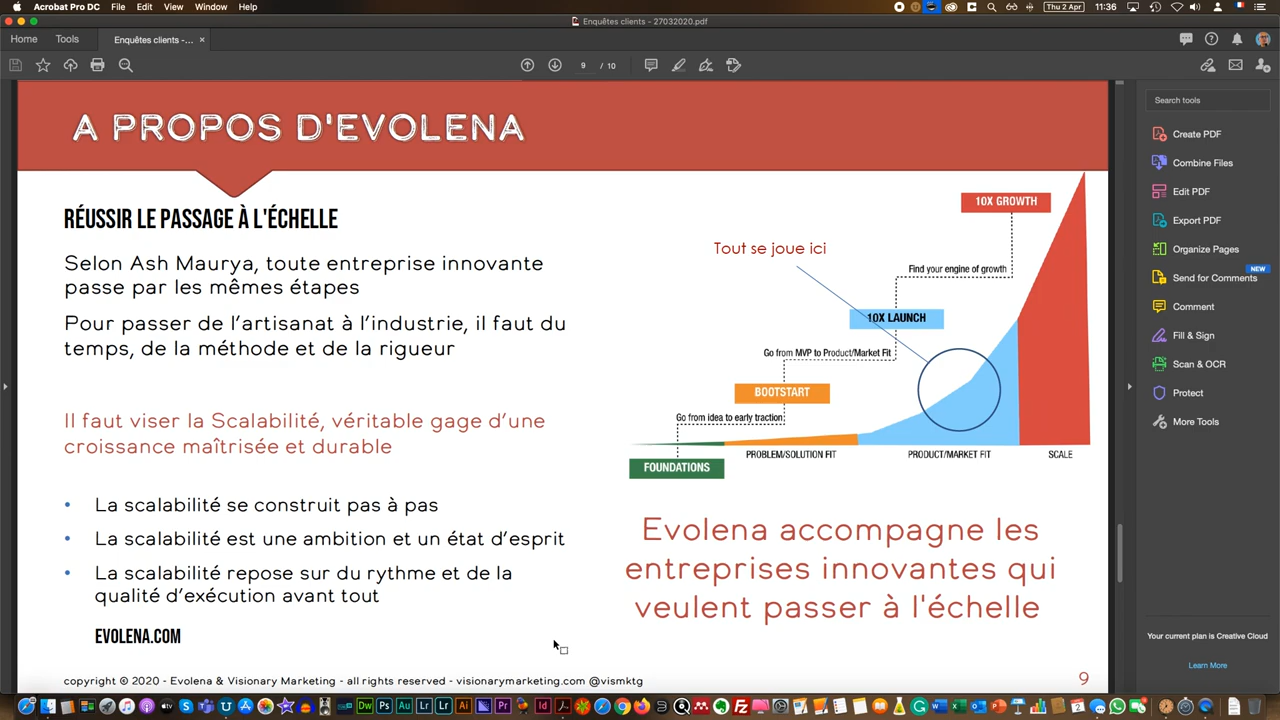 Acrobat Pro DC File Edit View Window Help
Thu 2 Apr 11:36
Enquêtes clients - 27032020.pdf
Home Tools Enquêtes clients -... ×
9 / 10
Search tools
Create PDF
Combine Files
Edit PDF
Export PDF
Organize Pages
NEW
Send for Comments
Comment
Fill & Sign
Scan & OCR
Protect
More Tools
Your current plan is Creative Cloud
Learn More
A PROPOS D'EVOLENA
RÉUSSIR LE PASSAGE À L'ÉCHELLE
Selon Ash Maurya, toute entreprise innovante
passe par les mêmes étapes
Pour passer de l'artisanat à l'industrie, il faut du
temps, de la méthode et de la rigueur
Il faut viser la Scalabilité, véritable gage d'une
croissance maîtrisée et durable
• La scalabilité se construit pas à pas
• La scalabilité est une ambition et un état d'esprit
• La scalabilité repose sur du rythme et de la
qualité d'exécution avant tout
EVOLENA.COM
10X GROWTH
Tout se joue ici
Find your engine of growth
10X LAUNCH
Go from MVP to Product/Market Fit
BOOTSTART
Go from idea to early traction
FOUNDATIONS
PROBLEM/SOLUTION FIT
PRODUCT/MARKET FIT
SCALE
Evolena accompagne les
entreprises innovantes qui
veulent passer à l'échelle
copyright © 2020 - Evolena & Visionary Marketing - all rights reserved - visionarymarketing.com @vismktg
9
Dw Ps Au Lr Lr Ai Pr Id